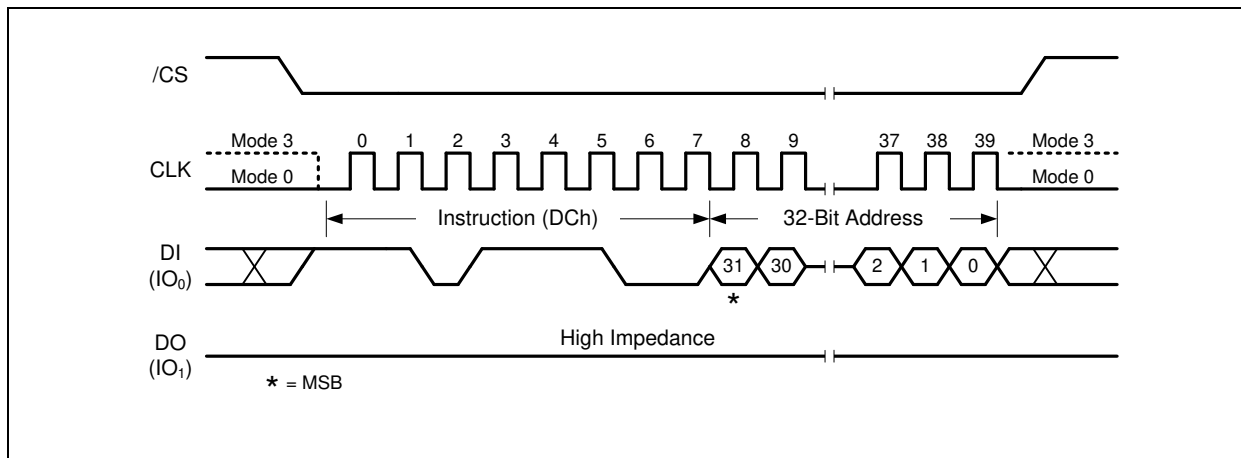 /CS
Mode 3 0 1 2 3 4 5 6 7 8 9 37 38 39 Mode 3
CLK
Mode 0 Mode 0
Instruction (DCh) 32-Bit Address
DI
(IO₀) 31 30 2 1 0
*
High Impedance
DO
(IO₁)
* = MSB